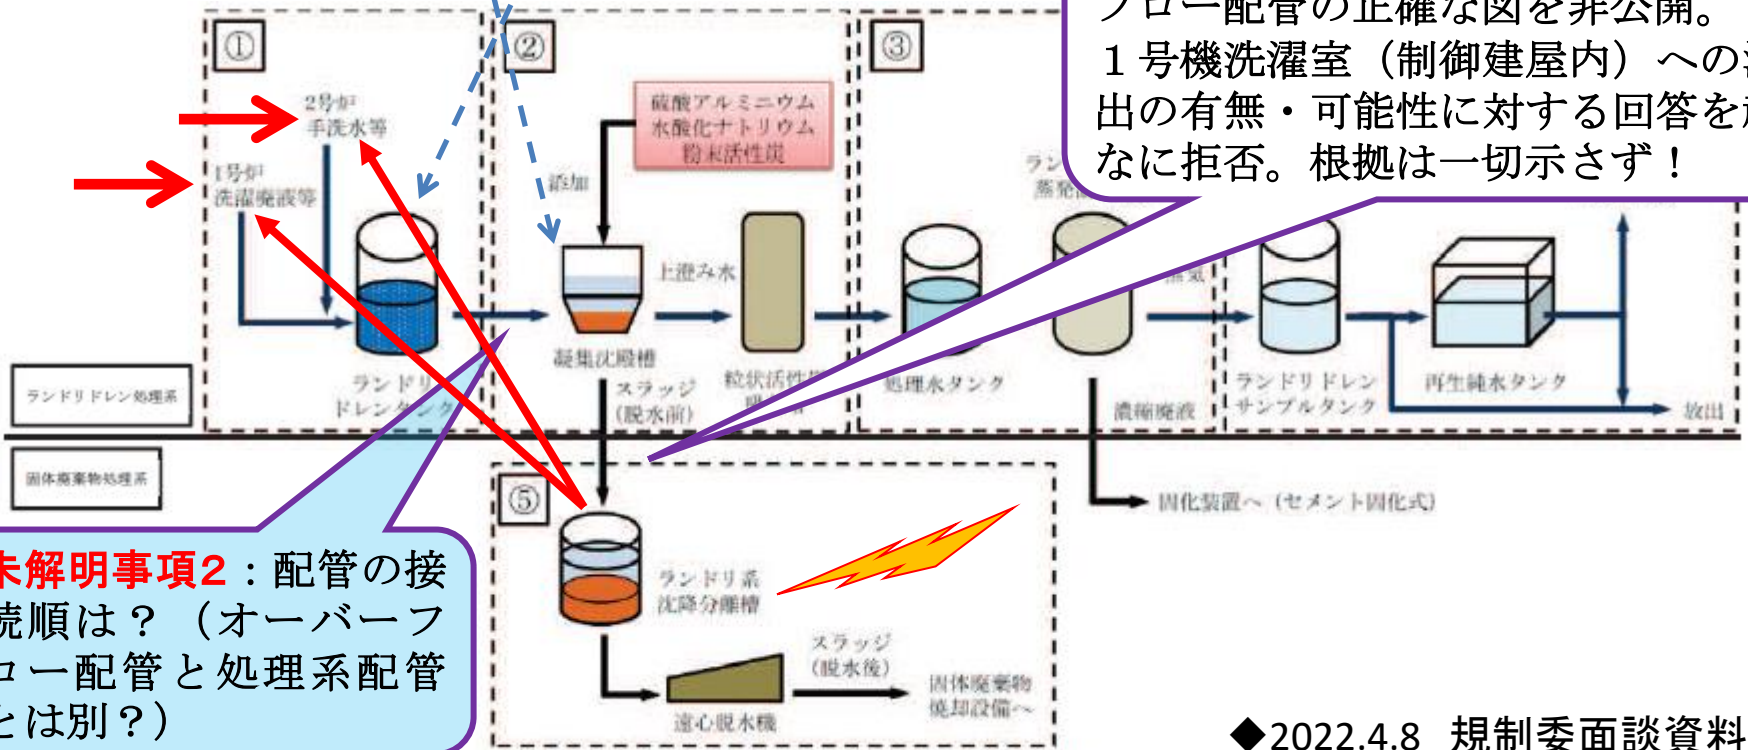 フロー配管の正確な図を非公開。
１号機洗濯室（制御建屋内）への
出の有無・可能性に対する回答を
なに拒否。根拠は一切示さず！
①
②
③
2号炉
手洗水等
1号炉
洗濯廃液等
硫酸アルミニウム
水酸化ナトリウム
粉末活性炭
添加
上澄み水
凝集沈殿槽
スラッジ
（脱水前）
粒状活性
ランドリ
ドレンタンク
処理水タンク
濃縮廃液
ランドリドレン
サンプルタンク
再生純水タンク
放出
ランドリドレン処理系
固体廃棄物処理系
固化装置へ（セメント固化式）
⑤
ランドリ系
沈降分離槽
スラッジ
（脱水後）
遠心脱水機
固体廃棄物
焼却設備へ
未解明事項2：配管の接
続順は？（オーバーフ
ロー配管と処理系配管
とは別？）
◆2022.4.8 規制委面談資料